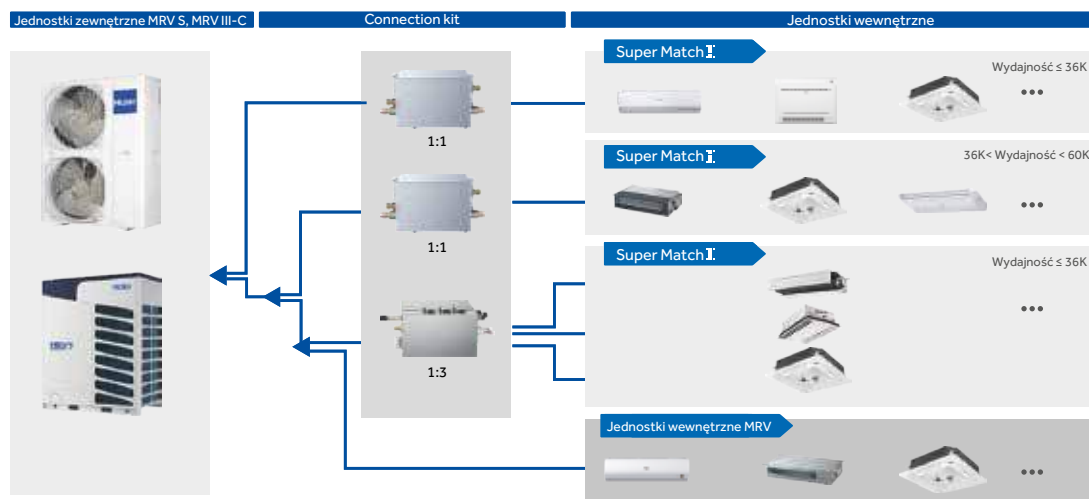 Jednostki zewnętrzne MRV S, MRV III-C
Connection kit
Jednostki wewnętrzne
Super Match
Wydajność ≤ 36K
•••
1:1
Super Match
36K< Wydajność < 60K
•••
1:1
Super Match
Wydajność ≤ 36K
•••
1:3
Jednostki wewnętrzne MRV
•••